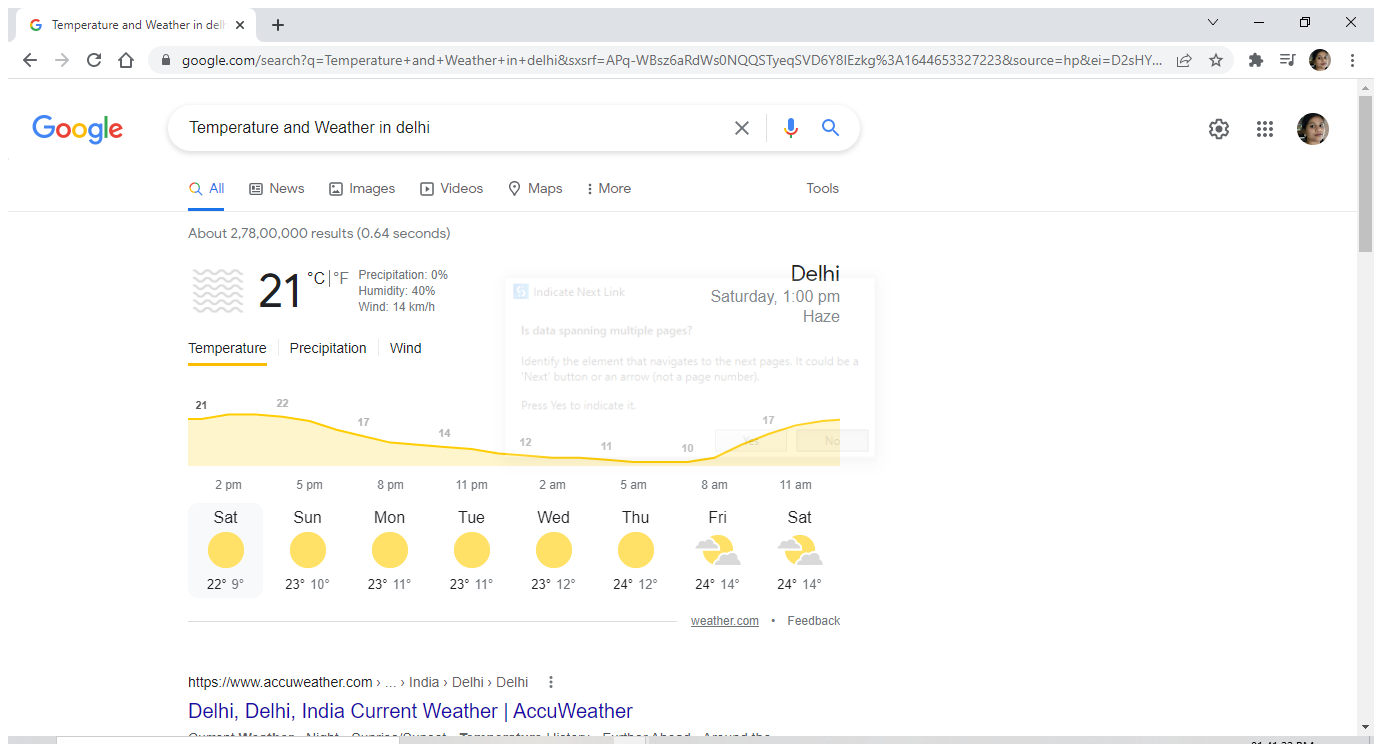 Temperature and Weather in del
google.com/search?q=Temperature+and+Weather+in+delhi&sxsrf=APq-WBsz6aRdWs0NQQSTyeqSVD6Y8IEzkg%3A1644653327223&source=hp&ei=D2sHY...
Google
Temperature and Weather in delhi
All News Images Videos Maps More Tools
About 2,78,00,000 results (0.64 seconds)
21 °C | °F
Precipitation: 0%
Humidity: 40%
Wind: 14 km/h
Delhi
Saturday, 1:00 pm
Haze
Indicate Next Link
Is data spanning multiple pages?
Identify the element that navigates to the next pages. It could be a
'Next' button or an arrow (not a page number).
Press Yes to indicate it.
Yes No
Temperature Precipitation Wind
21 22 17 14 12 11 10 17
2 pm 5 pm 8 pm 11 pm 2 am 5 am 8 am 11 am
Sat Sun Mon Tue Wed Thu Fri Sat
22° 9° 23° 10° 23° 11° 23° 11° 23° 12° 24° 12° 24° 14° 24° 14°
weather.com • Feedback
https://www.accuweather.com › ... › India › Delhi › Delhi
Delhi, Delhi, India Current Weather | AccuWeather